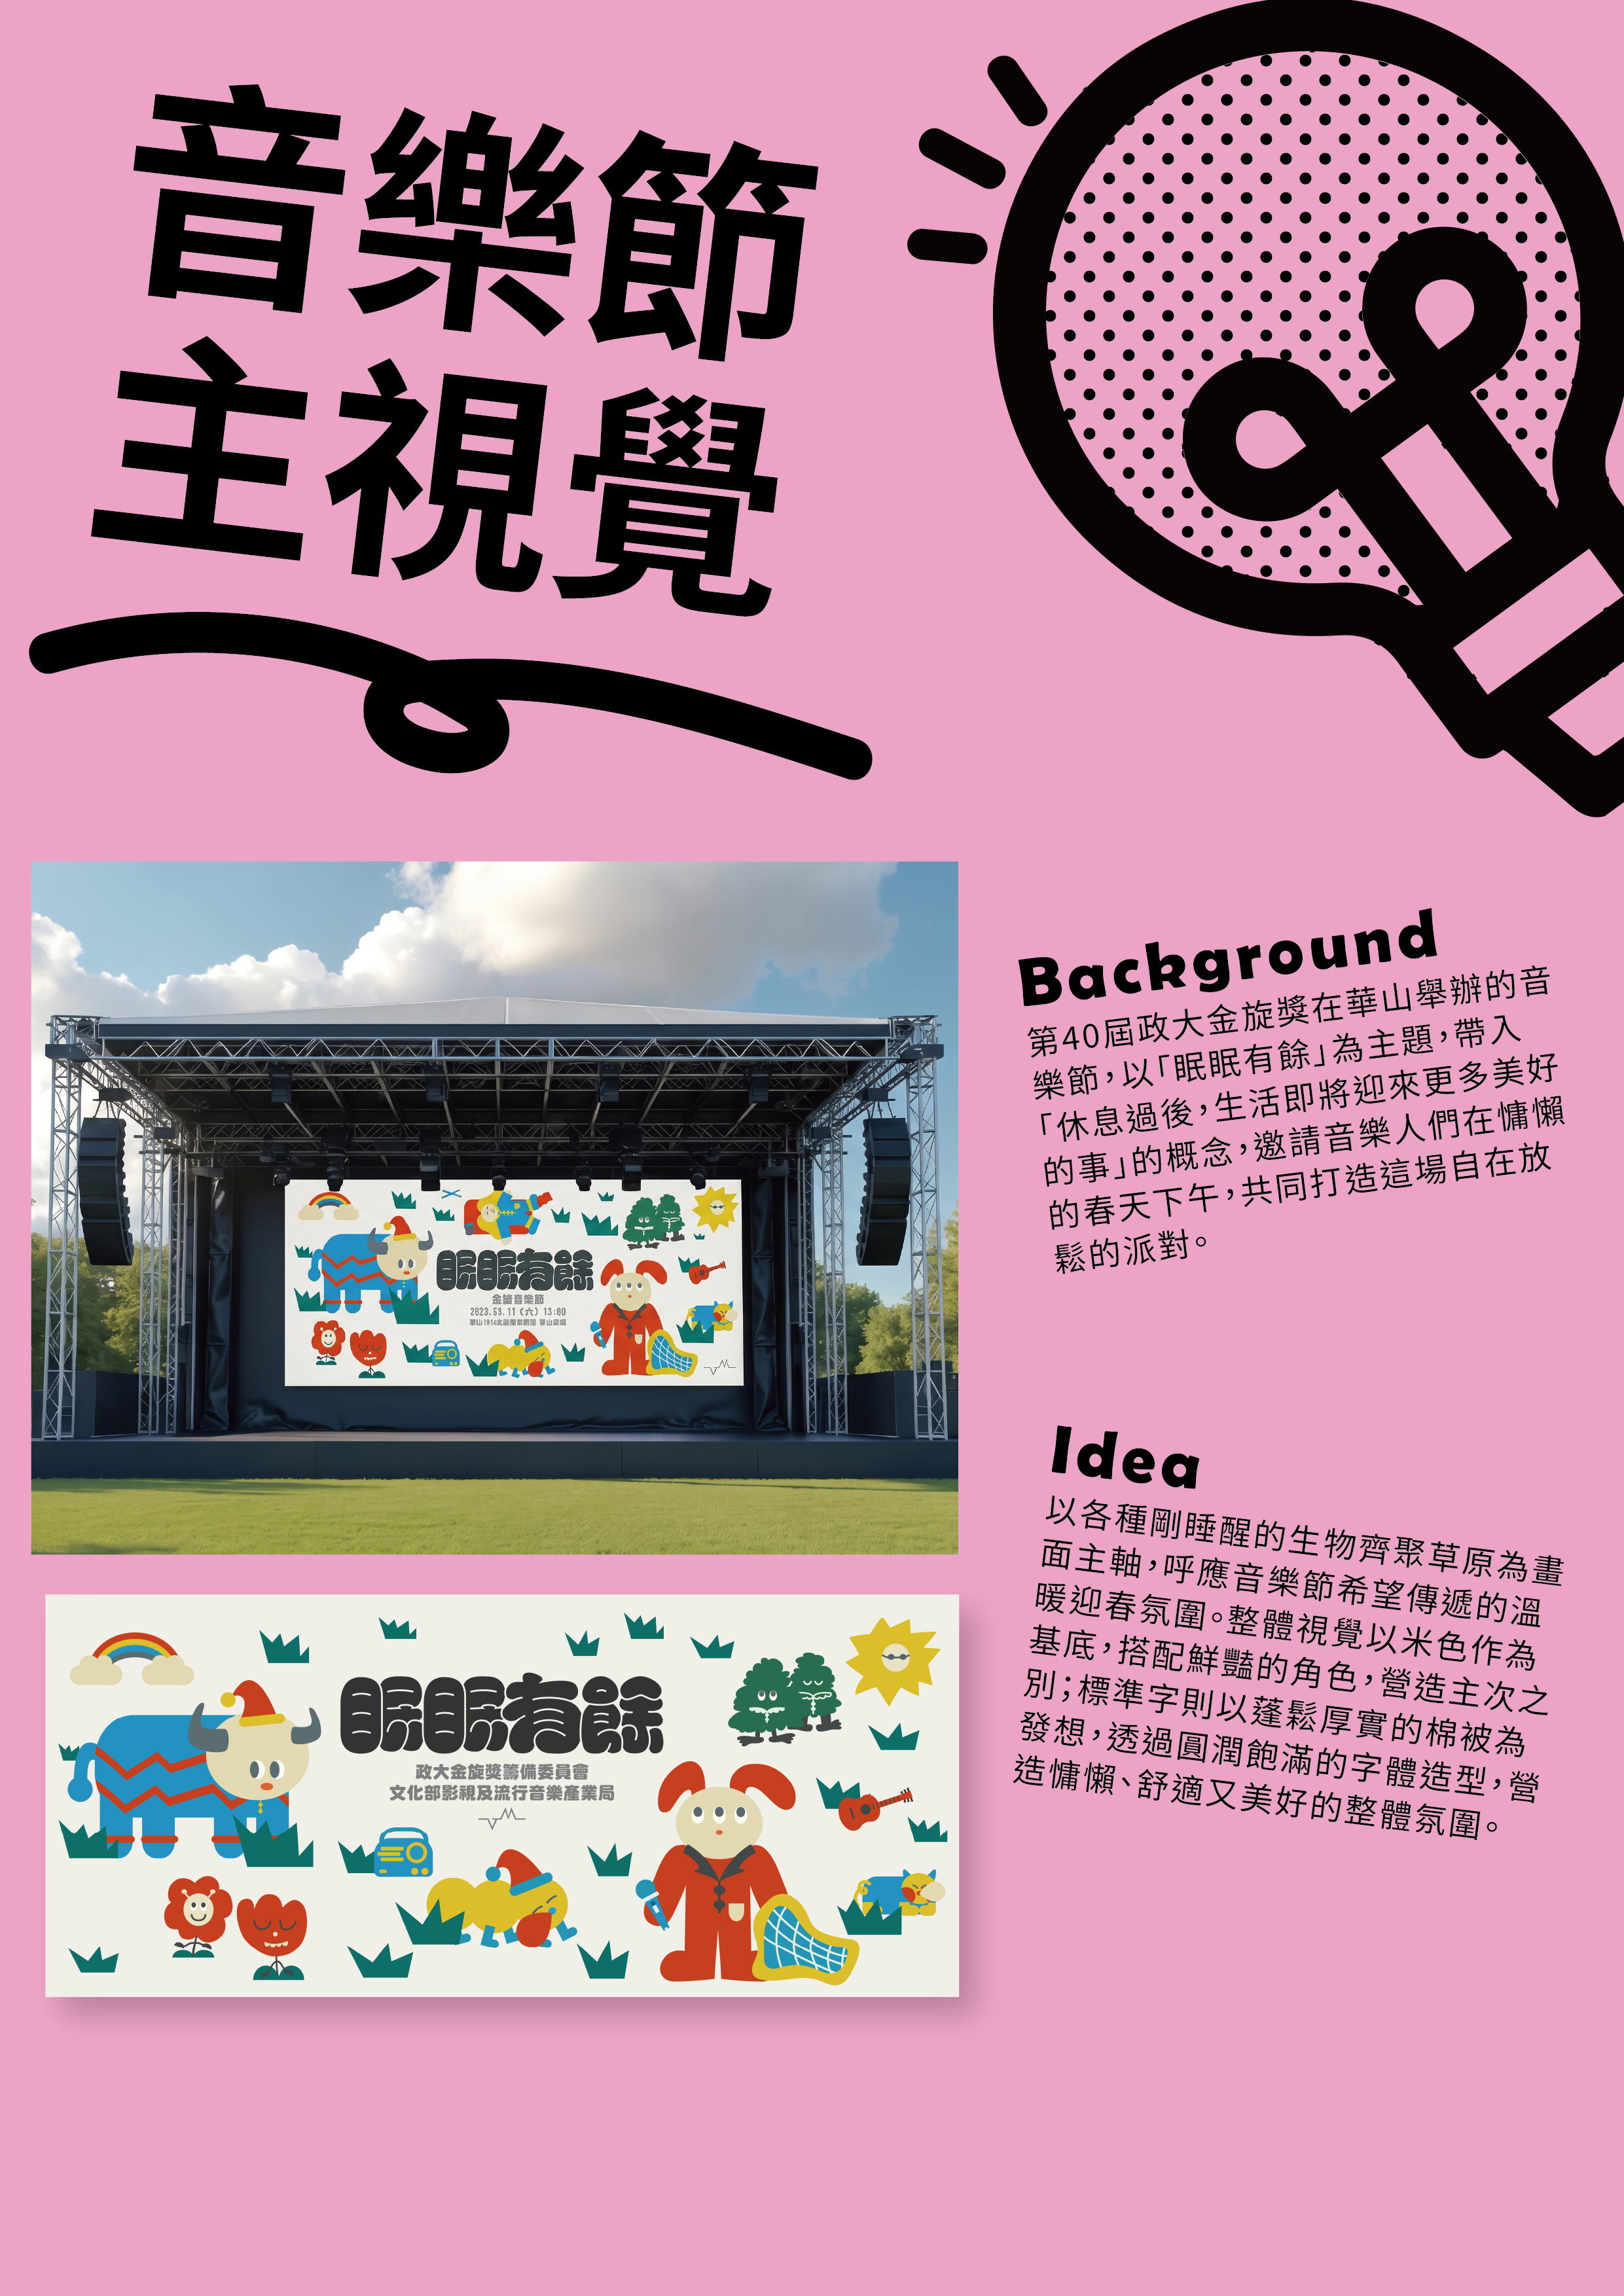 音樂節
主視覺
Background
第40屆政大金旋獎在華山舉辦的音
樂節，以「眠眠有餘」為主題，帶入
「休息過後，生活即將迎來更多美好
的事」的概念，邀請音樂人們在慵懶
的春天下午，共同打造這場自在放
鬆的派對。
眠眠有餘
金旋音樂節
Idea
以各種剛睡醒的生物齊聚草原為畫
面主軸，呼應音樂節希望傳遞的溫
暖迎春氛圍。整體視覺以米色作為
基底，搭配鮮豔的角色，營造主次之
別；標準字則以蓬鬆厚實的棉被為
發想，透過圓潤飽滿的字體造型，營
造慵懶、舒適又美好的整體氛圍。
眠眠有餘
政大金旋獎籌備委員會
文化部影視及流行音樂產業局